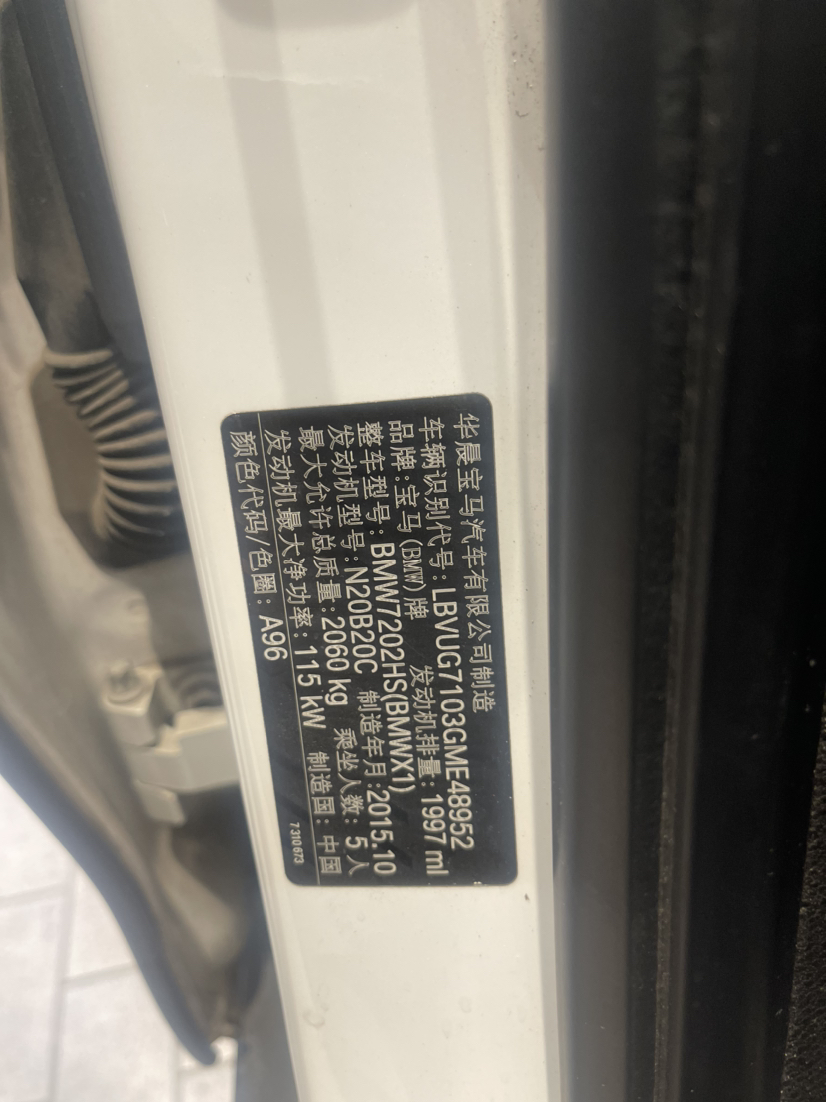 华晨宝马汽车有限公司制造
车辆识别代号: LBVUG7103GME48952
品牌: 宝马(BMW)牌 发动机排量: 1997 ml
整车型号: BMW7202HS(BMWX1)
发动机型号: N20B20C 制造年月: 2015.10
最大允许总质量: 2060 kg 乘坐人数: 5人
发动机最大净功率: 115 kW 制造国: 中国
颜色代码/色圈: A96
7310673